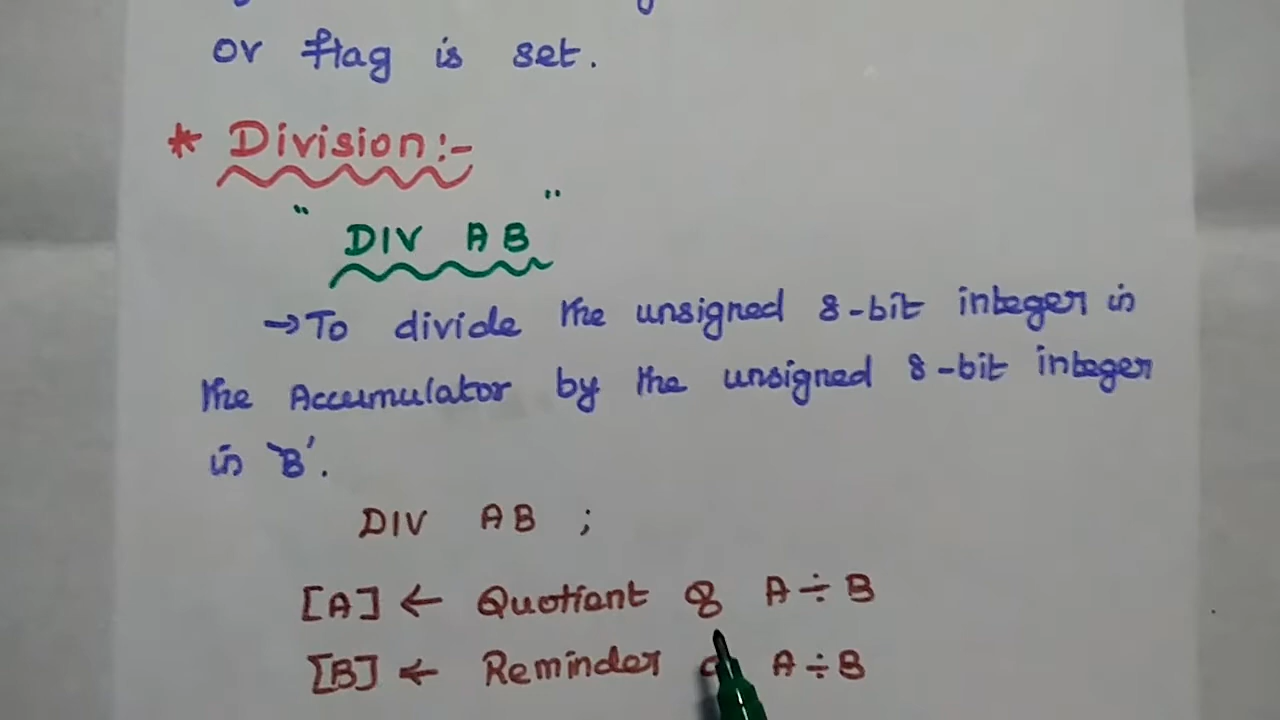 or flag is set.
* Division:-
" DIV AB "
→ To divide the unsigned 8-bit integer in
the Accumulator by the unsigned 8-bit integer
in 'B'.
DIV AB ;
[A] ← Quotiant of A ÷ B
[B] ← Reminder A ÷ B